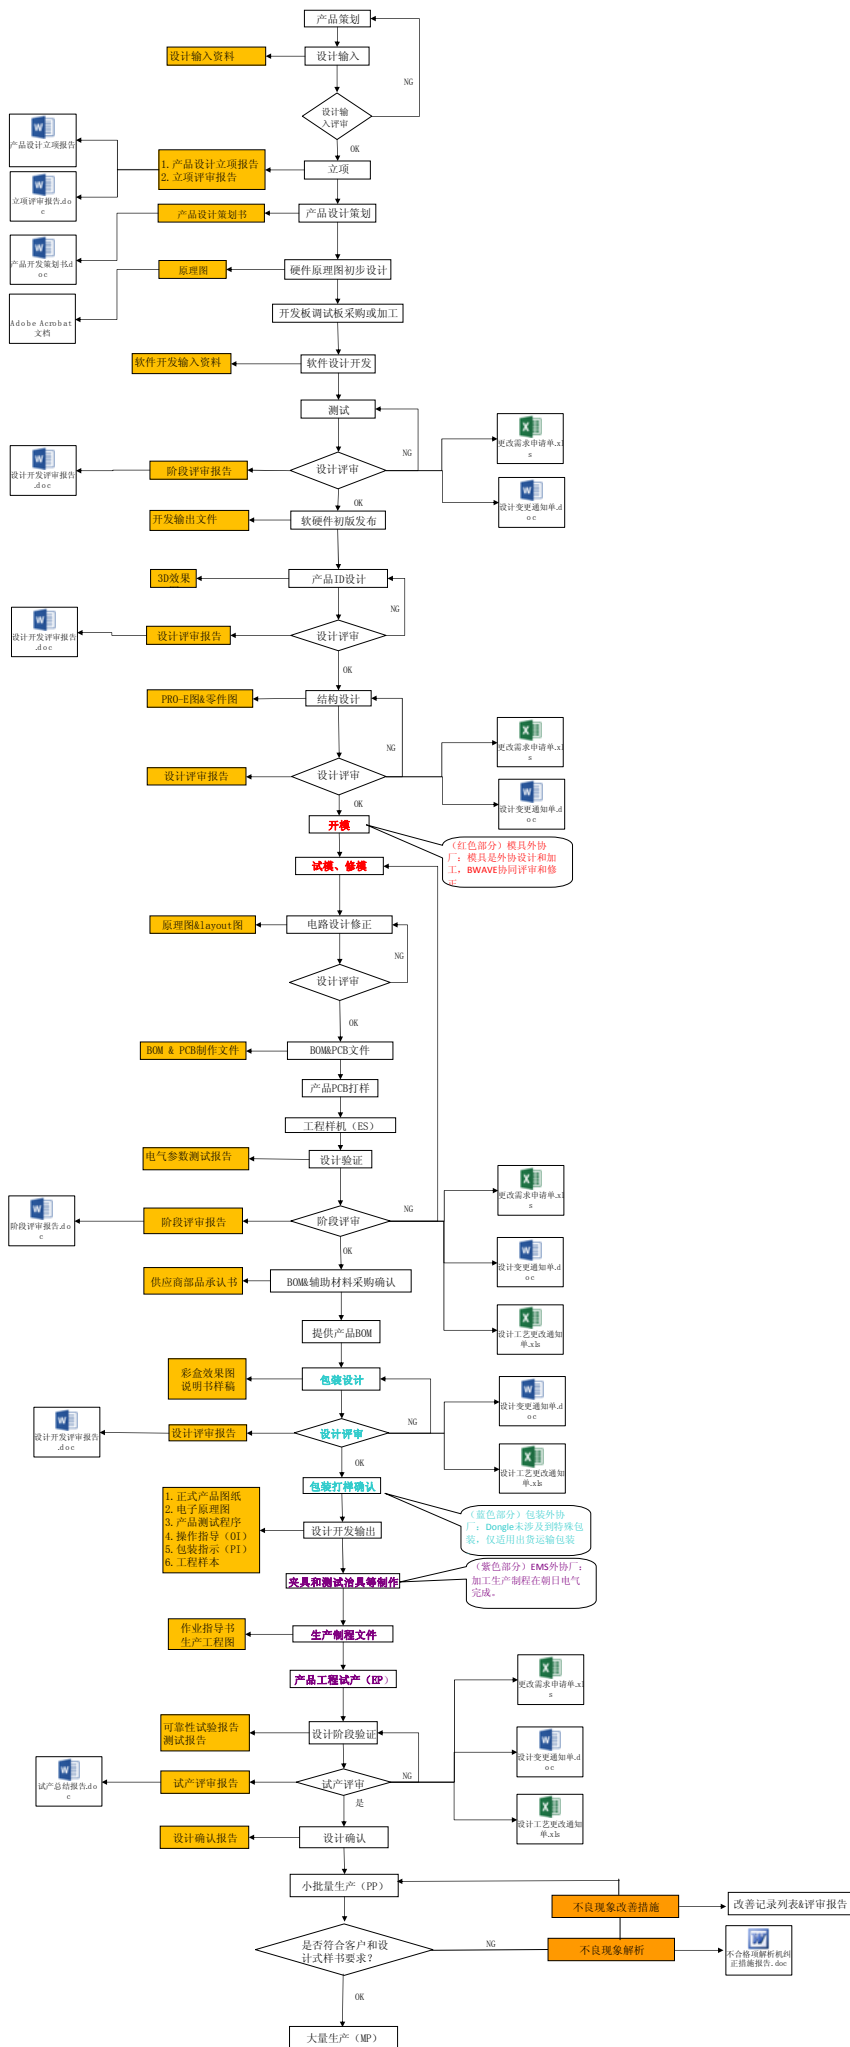 产品策划
设计输入资料
设计输入
NG
设计输
入评审
OK
产品设计立项报告
1. 产品设计立项报告
2. 立项评审报告
立项
立项评审报告.do
c
产品设计策划书
产品设计策划
产品开发策划书.d
oc
原理图
硬件原理图初步设计
Adobe Acrobat
文档
开发板调试板采购或加工
软件开发输入资料
软件设计开发
测试
NG
更改需求申请单.xl
s
设计开发评审报告
.doc
阶段评审报告
设计评审
设计变更通知单.d
oc
OK
开发输出文件
软硬件初版发布
3D效果
产品ID设计
NG
设计开发评审报告
.doc
设计评审报告
设计评审
OK
PRO-E图&零件图
结构设计
NG
更改需求申请单.xl
s
设计评审报告
设计评审
设计变更通知单.d
oc
OK
开模
（红色部分）模具外协
厂：模具是外协设计和加
工，BWAVE协同评审和修
正
试模、修模
原理图&layout图
电路设计修正
NG
设计评审
OK
BOM & PCB制作文件
BOM&PCB文件
产品PCB打样
工程样机（ES）
电气参数测试报告
设计验证
更改需求申请单.xl
s
阶段评审报告.do
c
阶段评审报告
阶段评审
NG
OK
设计变更通知单.d
oc
供应商部品承认书
BOM&辅助材料采购确认
提供产品BOM
设计工艺更改通知
单.xls
彩盒效果图
说明书样稿
包装设计
设计变更通知单.d
oc
NG
设计开发评审报告
.doc
设计评审报告
设计评审
OK
设计工艺更改通知
单.xls
包装打样确认
1. 正式产品图纸
2. 电子原理图
3. 产品测试程序
4. 操作指导（OI）
5. 包装指示（PI）
6. 工程样本
设计开发输出
（蓝色部分）包装外协
厂：Dongle未涉及到特殊包
装，仅适用出货运输包装
夹具和测试治具等制作
（紫色部分）EMS外协厂：
加工生产制程在朝日电气
完成。
作业指导书
生产工程图
生产制程文件
产品工程试产（EP）
更改需求申请单.xl
s
可靠性试验报告
测试报告
设计阶段验证
设计变更通知单.d
oc
试产总结报告.do
c
试产评审报告
试产评审
NG
是
设计工艺更改通知
单.xls
设计确认报告
设计确认
小批量生产（PP）
不良现象改善措施
改善记录列表&评审报告
是否符合客户和设
计式样书要求？
NG
不良现象解析
不合格项解析机纠
正措施报告.doc
OK
大量生产（MP）